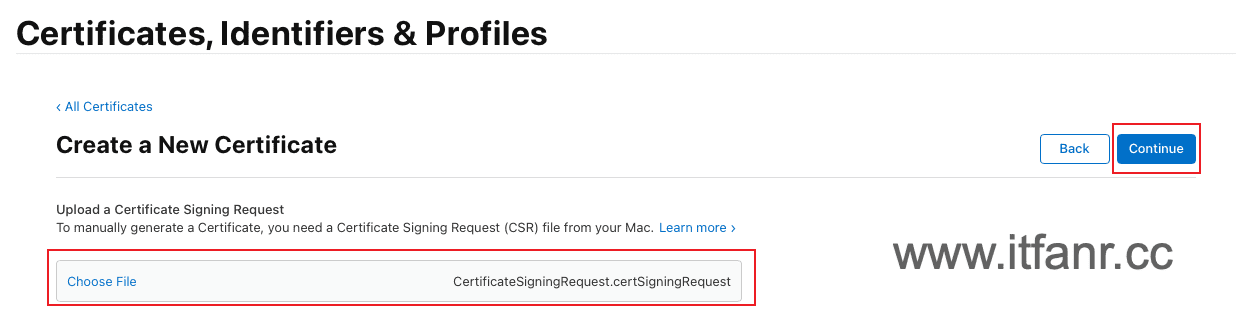 Certificates, Identifiers & Profiles
‹ All Certificates
Create a New Certificate
Back
Continue
Upload a Certificate Signing Request
To manually generate a Certificate, you need a Certificate Signing Request (CSR) file from your Mac. Learn more ›
Choose File
CertificateSigningRequest.certSigningRequest
www.itfanr.cc